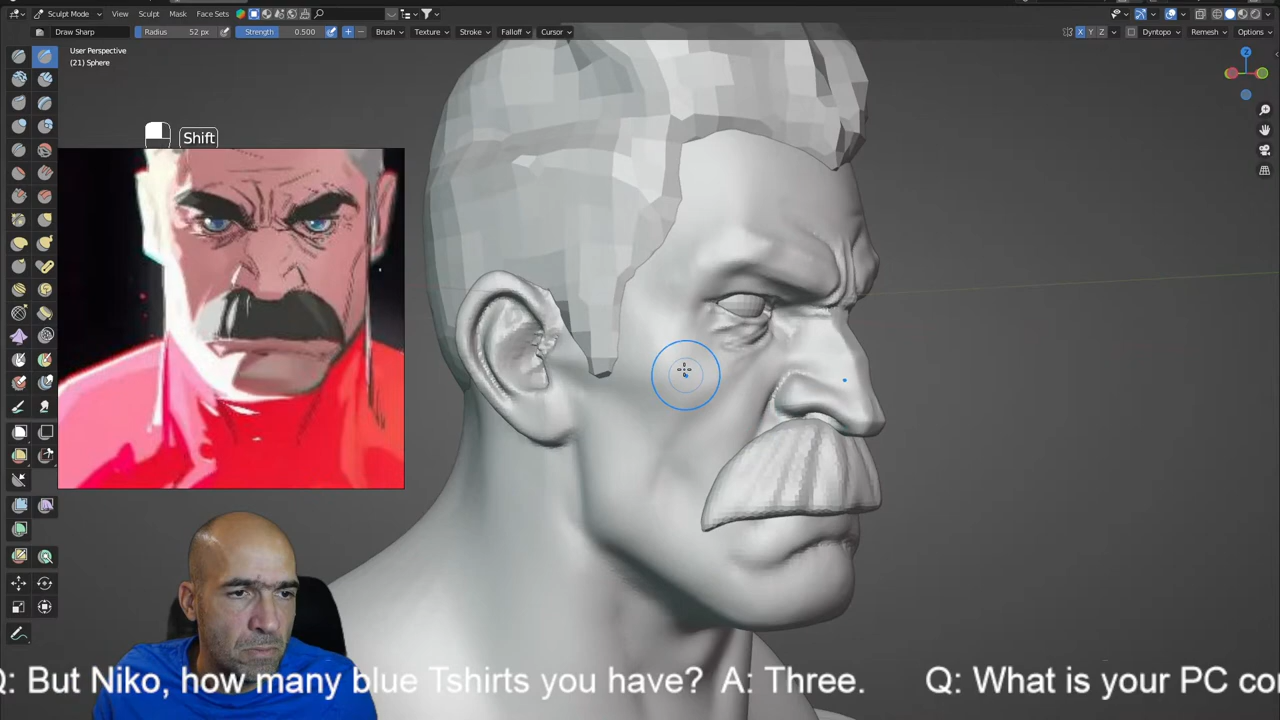 Sculpt Mode View Sculpt Mask Face Sets
Draw Sharp Radius 52 px Strength 0.500 Brush Texture Stroke Falloff Cursor X Y Z Dyntopo Remesh Options
User Perspective
(21) Sphere
Z
Shift
Q: But Niko, how many blue Tshirts you have? A: Three. Q: What is your PC con